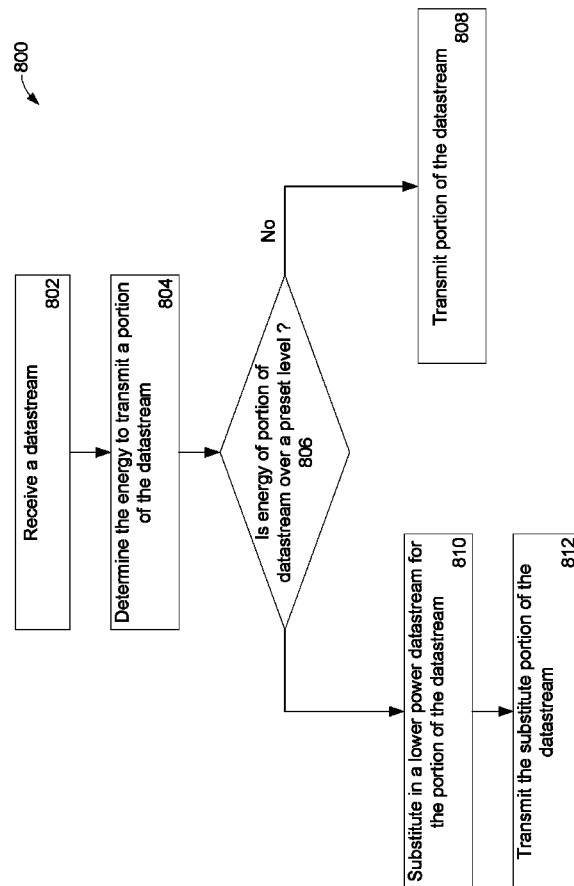 800
Receive a datastream
802
Determine the energy to transmit a portion
of the datastream
804
Is energy of portion of
datastream over a preset level ?
806
No
Transmit portion of the datastream
808
Substitute in a lower power datastream for
the portion of the datastream
810
Transmit the substitute portion of the
datastream
812